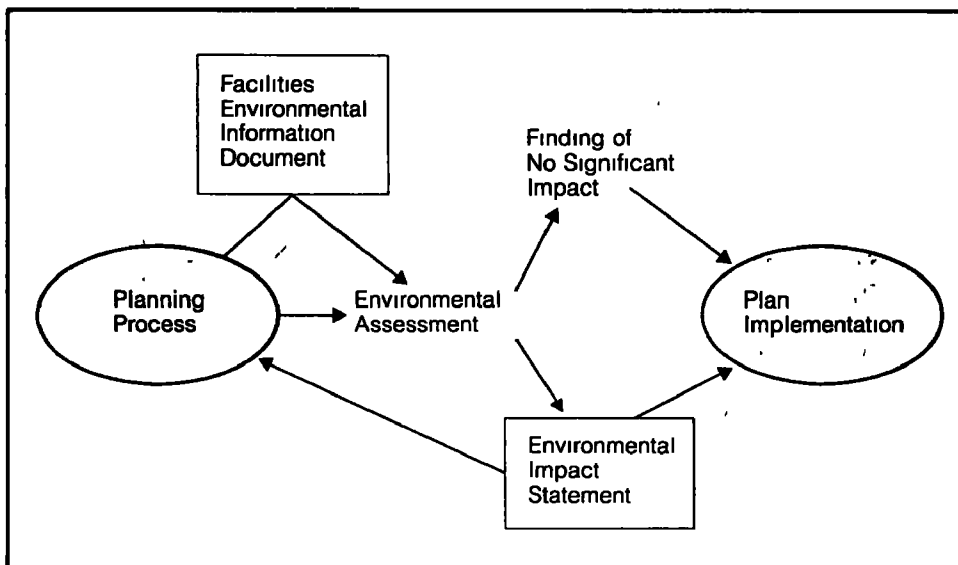 Facilities
Environmental
Information
Document
Finding of
No Significant
Impact
Planning
Process
Environmental
Assessment
Plan
Implementation
Environmental
Impact
Statement